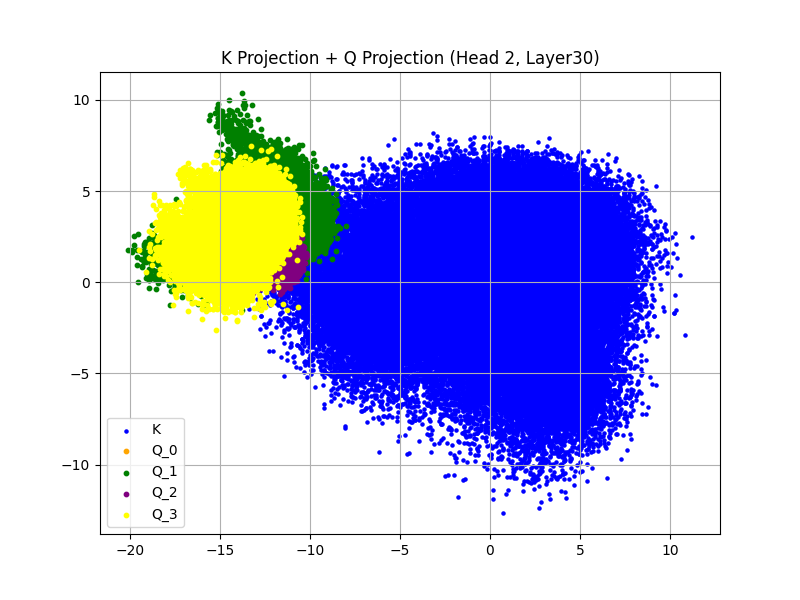 K Projection + Q Projection (Head 2, Layer30)
10
5
0
−5
−10
K
Q_0
Q_1
Q_2
Q_3
−20 −15 −10 −5 0 5 10